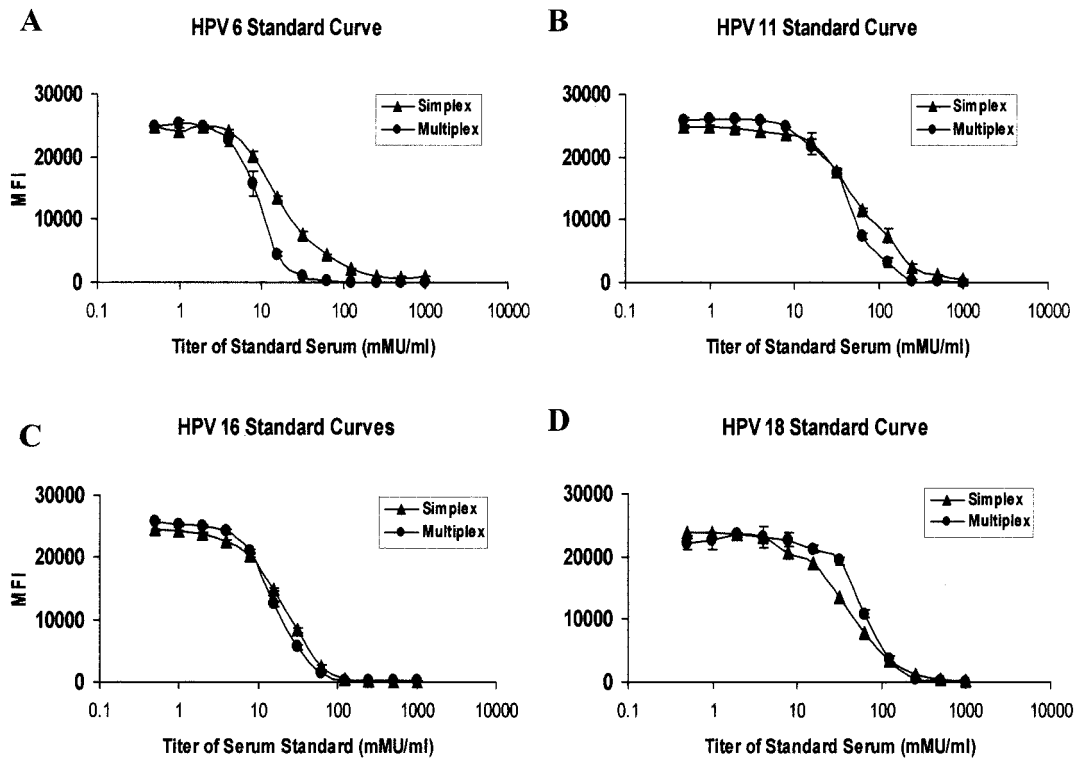 A
HPV 6 Standard Curve
30000
20000
10000
0
MFI
0.1 1 10 100 1000 10000
Titer of Standard Serum (mMU/ml)
Simplex
Multiplex
B
HPV 11 Standard Curve
30000
20000
10000
0
0.1 1 10 100 1000 10000
Titer of Standard Serum (mMU/ml)
Simplex
Multiplex
C
HPV 16 Standard Curves
30000
20000
10000
0
MFI
0.1 1 10 100 1000 10000
Titer of Serum Standard (mMU/ml)
Simplex
Multiplex
D
HPV 18 Standard Curve
30000
20000
10000
0
0.1 1 10 100 1000 10000
Titer of Standard Serum (mMU/ml)
Simplex
Multiplex